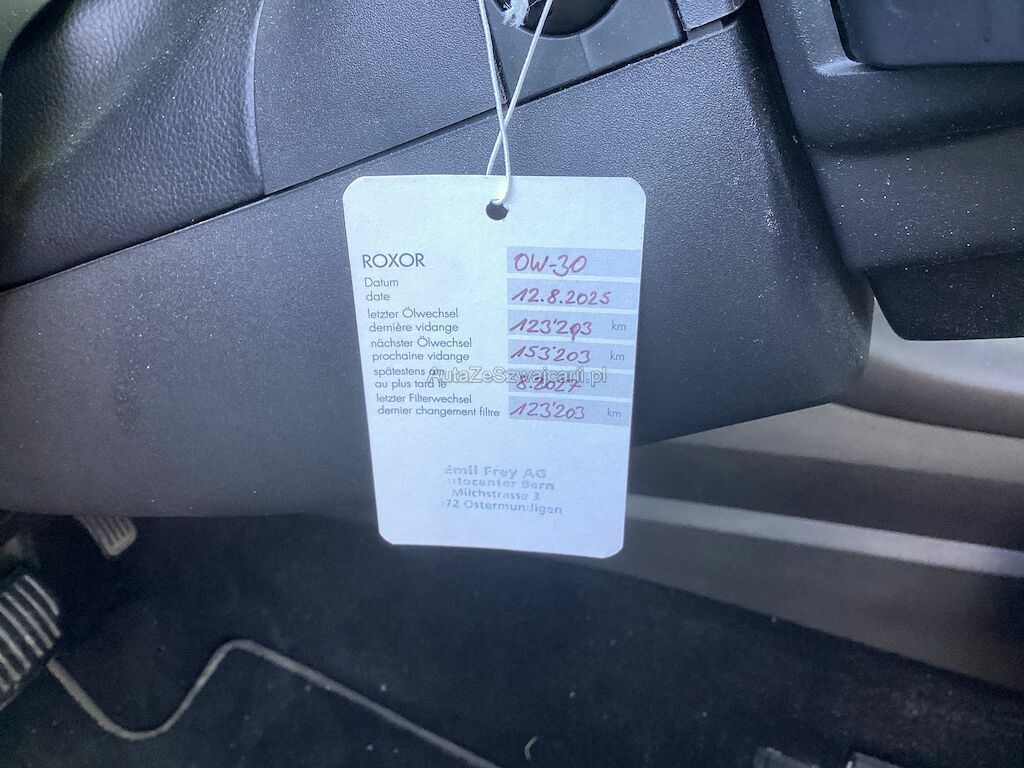 ROXOR 0W-30
Datum
date 12.8.2025
letzter Ölwechsel
dernière vidange 123'203 km
nächster Ölwechsel
prochaine vidange 153'203 km
spätestens am
au plus tard le 8.2027
letzter Filterwechsel
dernier changement filtre 123'203 km
AutaZeSzwajcarii.pl
Emil Frey AG
utocenter Bern
Milchstrasse 3
072 Ostermundigen